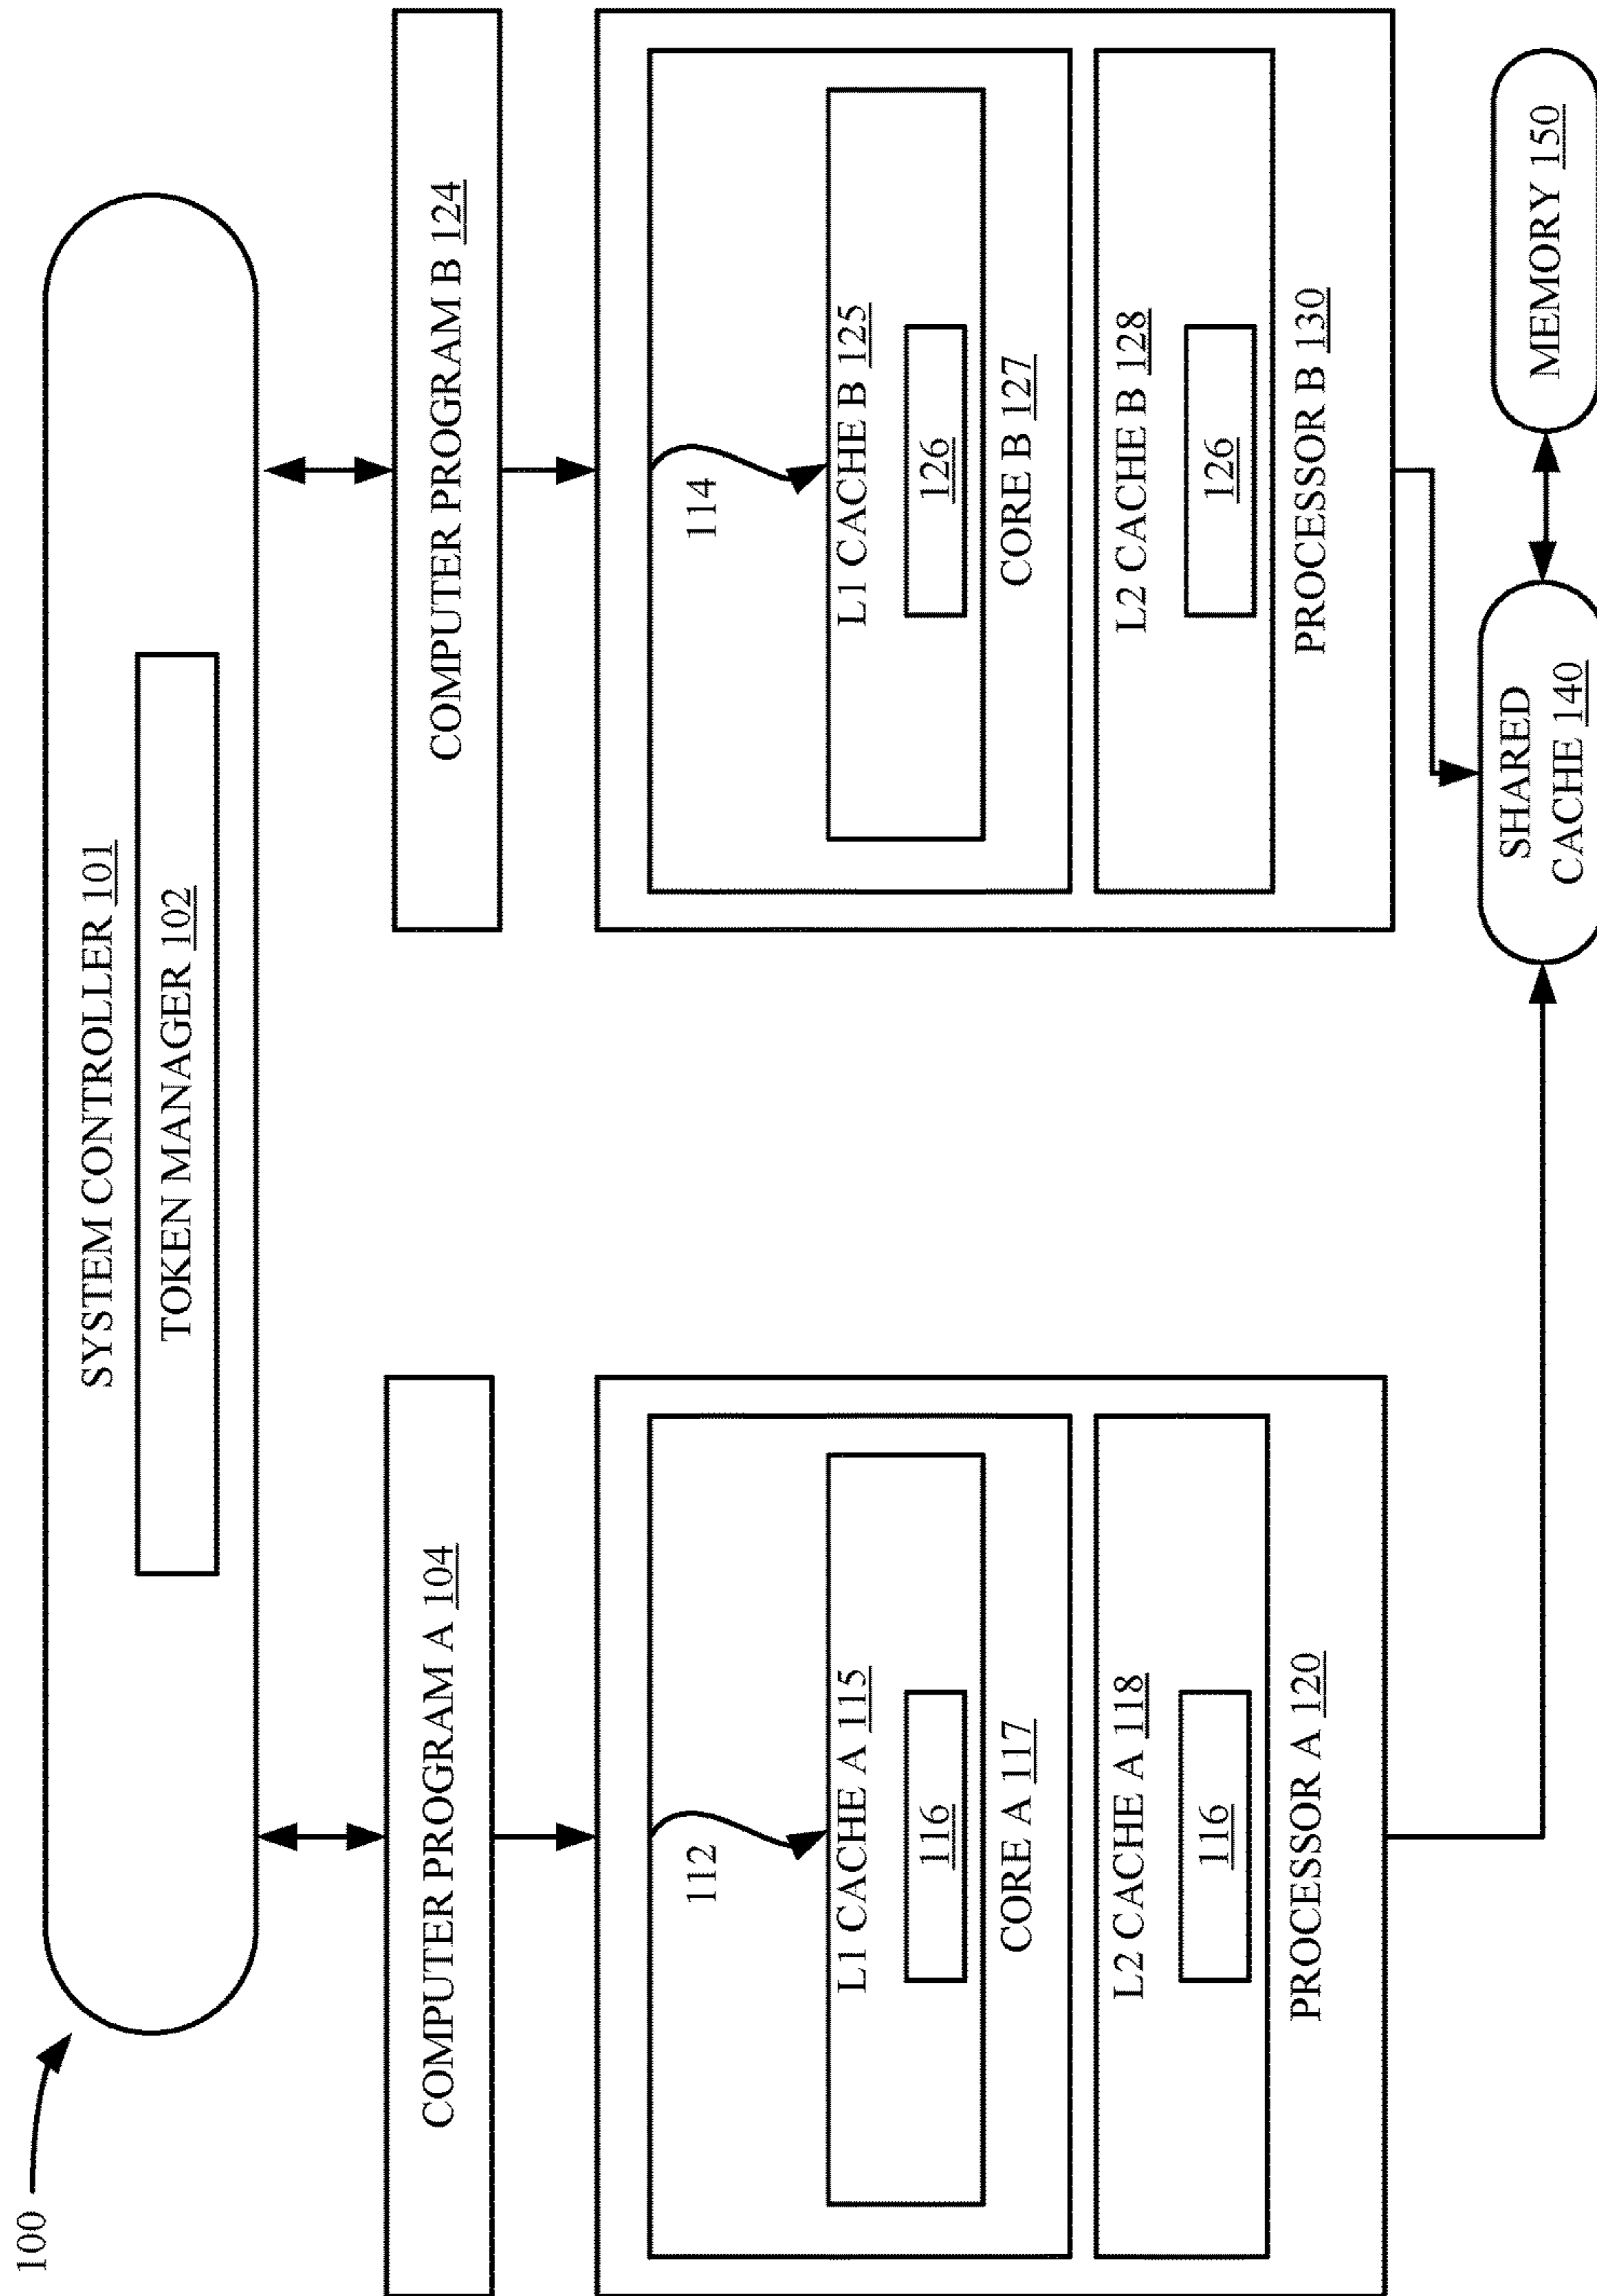 100
SYSTEM CONTROLLER 101
TOKEN MANAGER 102
COMPUTER PROGRAM A 104
COMPUTER PROGRAM B 124
112
L1 CACHE A 115
116
CORE A 117
L2 CACHE A 118
116
PROCESSOR A 120
114
L1 CACHE B 125
126
CORE B 127
L2 CACHE B 128
126
PROCESSOR B 130
SHARED
CACHE 140
MEMORY 150